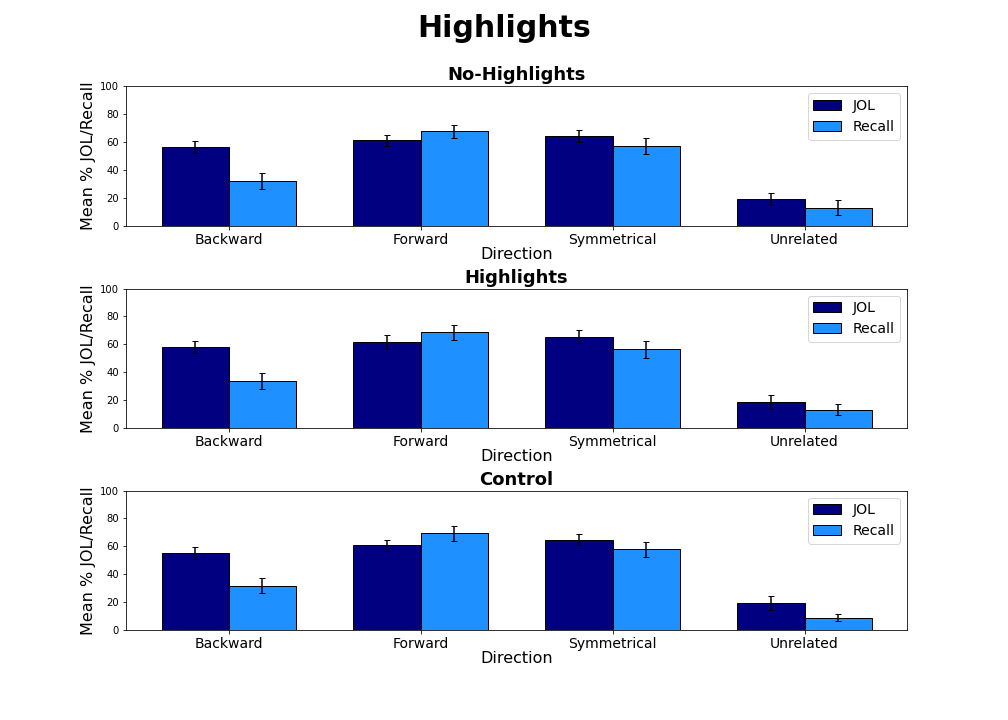 Highlights
No-Highlights
Mean % JOL/Recall
100
80
60
40
20
0
JOL
Recall
Backward Forward Symmetrical Unrelated
Direction
Highlights
Mean % JOL/Recall
100
80
60
40
20
0
JOL
Recall
Backward Forward Symmetrical Unrelated
Direction
Control
Mean % JOL/Recall
100
80
60
40
20
0
JOL
Recall
Backward Forward Symmetrical Unrelated
Direction